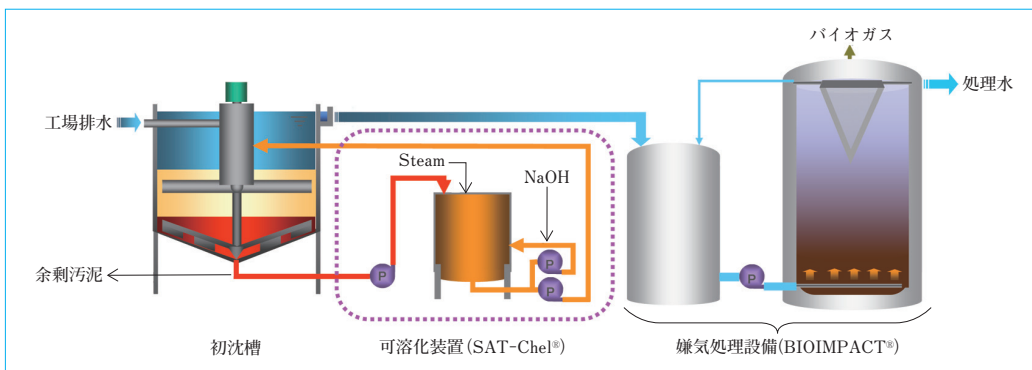 バイオガス
処理水
工場排水
Steam
NaOH
P
P
P
P
余剰汚泥
初沈槽
可溶化装置(SAT-Chel®)
嫌気処理設備(BIOIMPACT®)